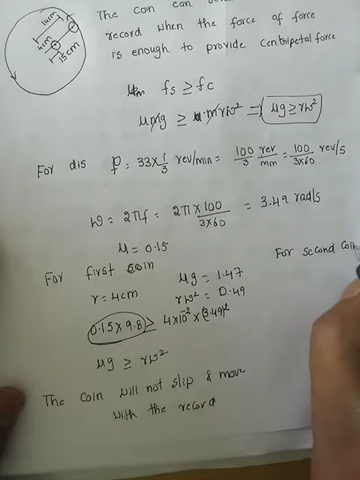 The coin can
record when the force of force
is enough to provide centripetal force
14cm
4cm
15cm
fs ≥ fc
μmg ≥ mrω² = μg ≥ rω²
For dis f = 33 × 1/3 rev/min = 100/3 rev/min = 100/3×60 rev/s
ω = 2πf = 2π × 100/3×60 = 3.49 rad/s
μ = 0.15
For first coin
For second coin
r = 4cm
μg = 1.47
rω² = 0.49
0.15 × 9.8 ≥ 4×10⁻² × (3.49)²
μg ≥ rω²
The coin will not slip & move
with the record